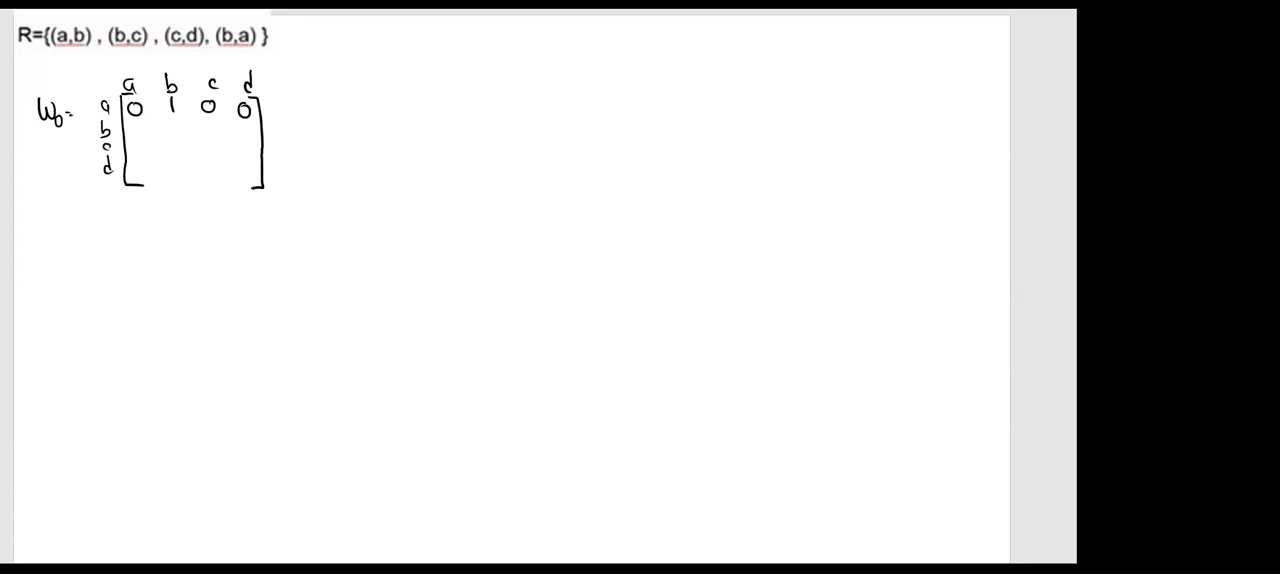 R={(a,b) , (b,c) , (c,d), (b,a) }
a b c d
W₀= a 0 1 0 0
b
c
d